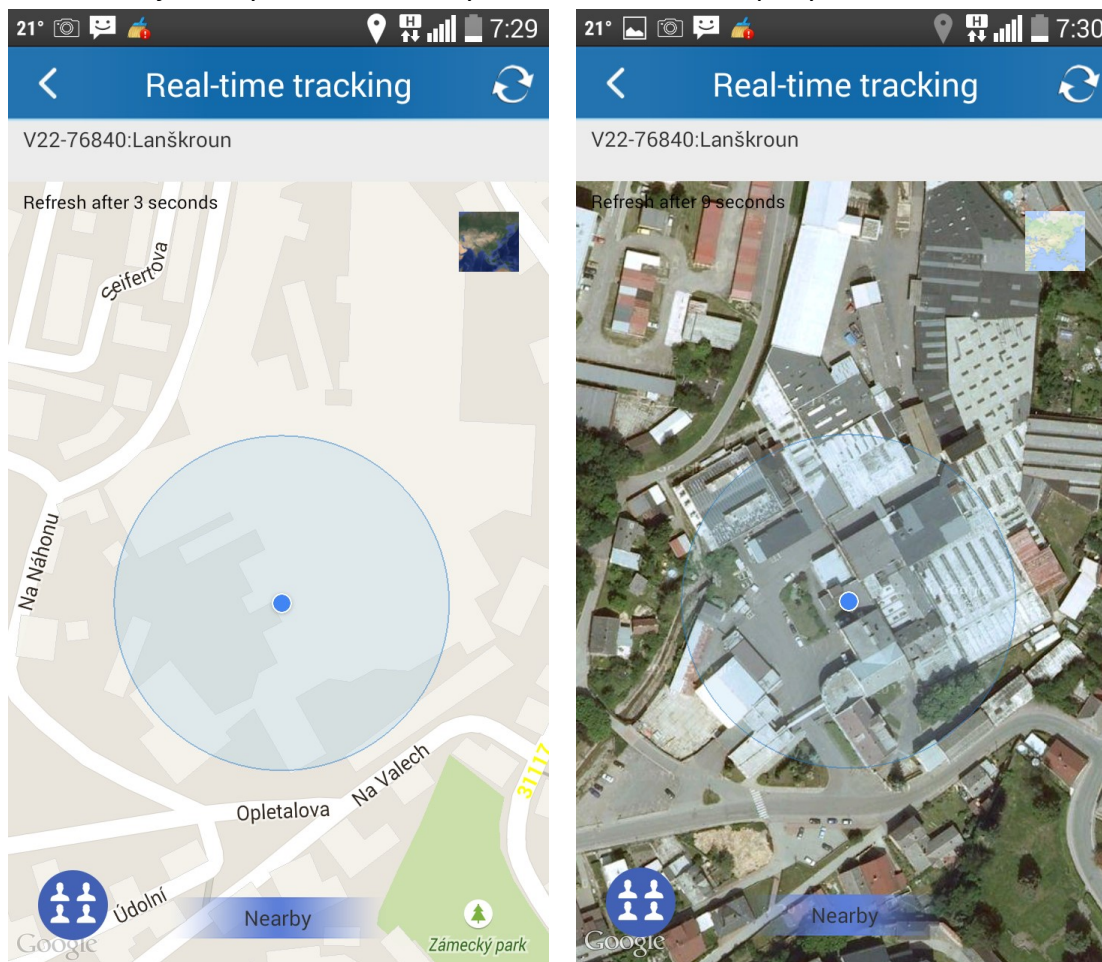 21° H 7:29
Real-time tracking
V22-76840:Lanškroun
Refresh after 3 seconds
Seifertova
Na Náhonu
Na Valech
31117
Opletalova
Údolní
Nearby
Google
Zámecký park
21° H 7:30
Real-time tracking
V22-76840:Lanškroun
Refresh after 9 seconds
Nearby
Google